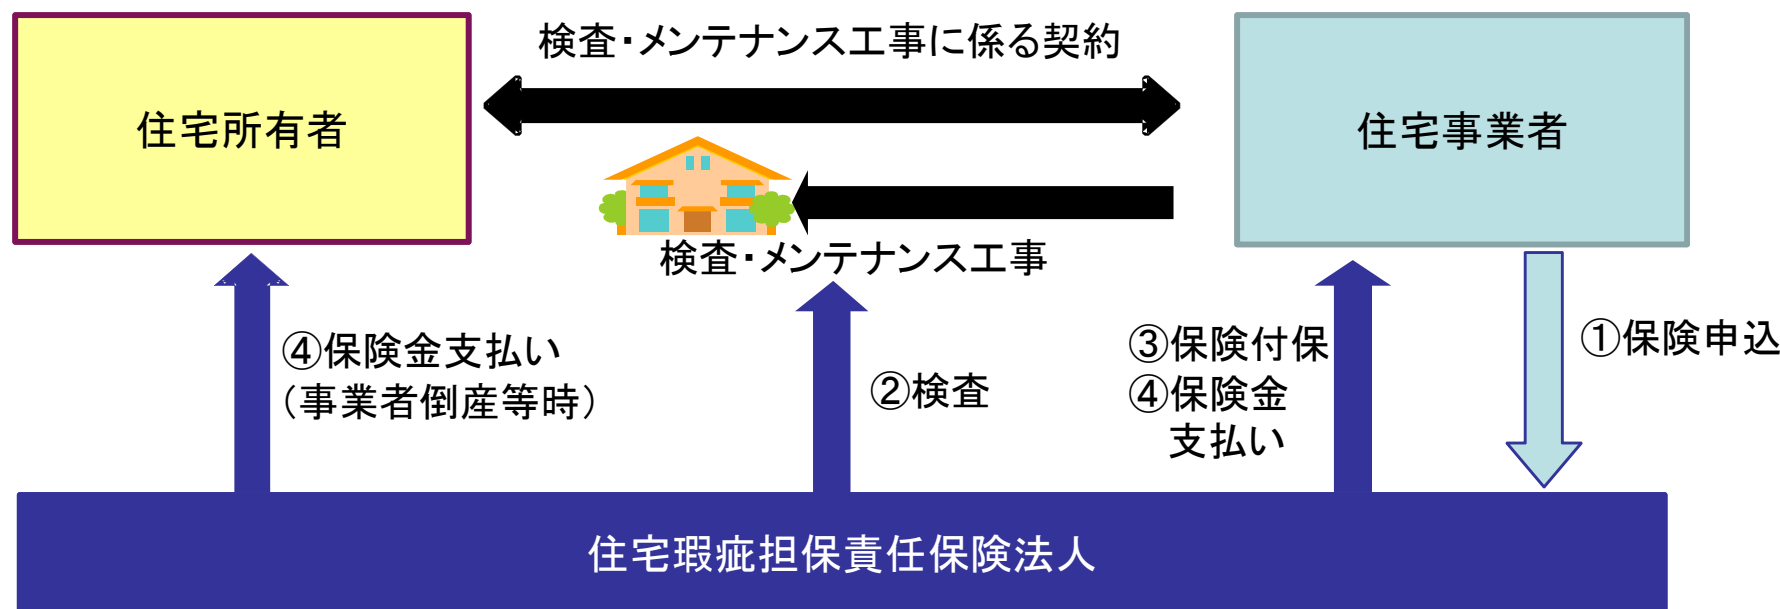 検査・メンテナンス工事に係る契約
住宅所有者
住宅事業者
検査・メンテナンス工事
④保険金支払い
（事業者倒産等時）
②検査
③保険付保
④保険金
支払い
①保険申込
住宅瑕疵担保責任保険法人